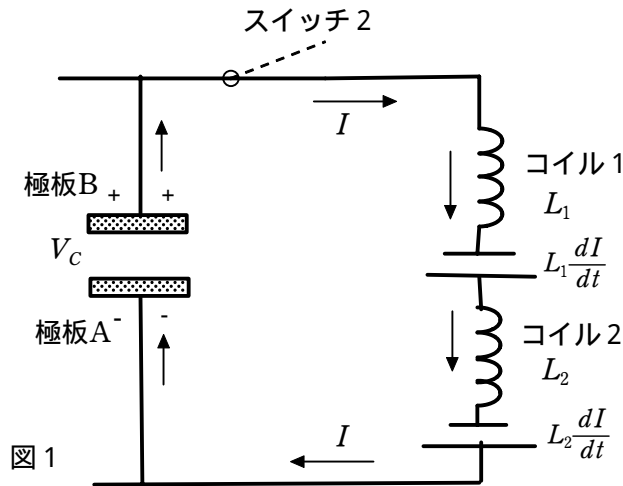 スイッチ2
I
極板B
+ +
コイル1
L₁
V_C
L₁ dI/dt
極板A
- -
コイル2
L₂
I
L₂ dI/dt
図1